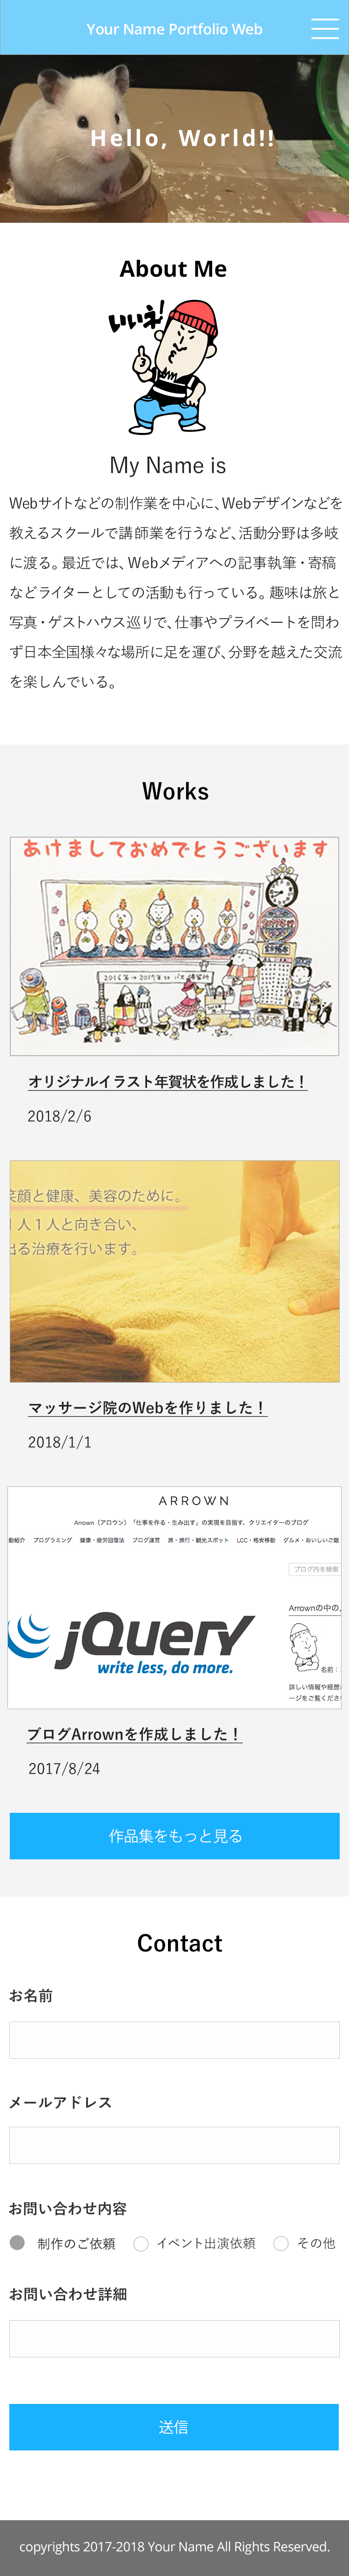 Your Name Portfolio Web
Hello, World!!
About Me
いいえ!
My Name is
Webサイトなどの制作業を中心に、Webデザインなどを
教えるスクールで講師業を行うなど、活動分野は多岐
に渡る。最近では、Webメディアへの記事執筆・寄稿
などライターとしての活動も行っている。趣味は旅と
写真・ゲストハウス巡りで、仕事やプライベートを問わ
ず日本全国様々な場所に足を運び、分野を越えた交流
を楽しんでいる。
Works
あけましておめでとうございます
オリジナルイラスト年賀状を作成しました！
2018/2/6
笑顔と健康、美容のために。
1人1人と向き合い、
出る治療を行います。
マッサージ院のWebを作りました！
2018/1/1
ARROWN
Arrown（アロウン）「仕事を作る・生み出す」の実現を目指す、クリエイターのブログ
動紹介 プログラミング 健康・疲労回復法 ブログ運営 旅・旅行・観光スポット LCC・格安移動 グルメ・おいしいご飯
ブログ内を検索
Arrownの中の人
jQuery
write less, do more.
名前：
詳しい情報や経歴
ージをご覧くださ
ブログArrownを作成しました！
2017/8/24
作品集をもっと見る
Contact
お名前
メールアドレス
お問い合わせ内容
制作のご依頼 イベント出演依頼 その他
お問い合わせ詳細
送信
copyrights 2017-2018 Your Name All Rights Reserved.